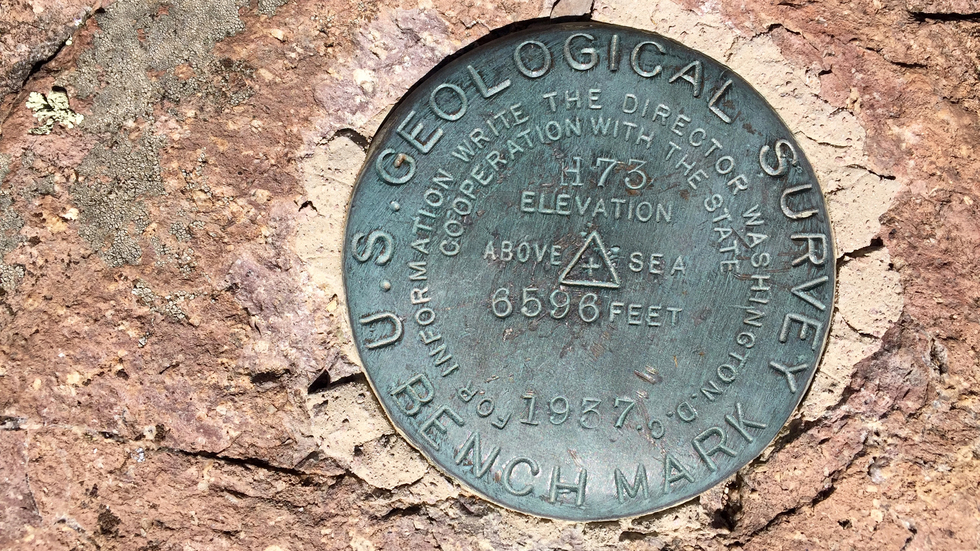 U.S. GEOLOGICAL SURVEY
FOR INFORMATION WRITE THE DIRECTOR WASHINGTON. D.C.
COOPERATION WITH THE STATE
H73
ELEVATION
ABOVE SEA
6596 FEET
1937
BENCH MARK